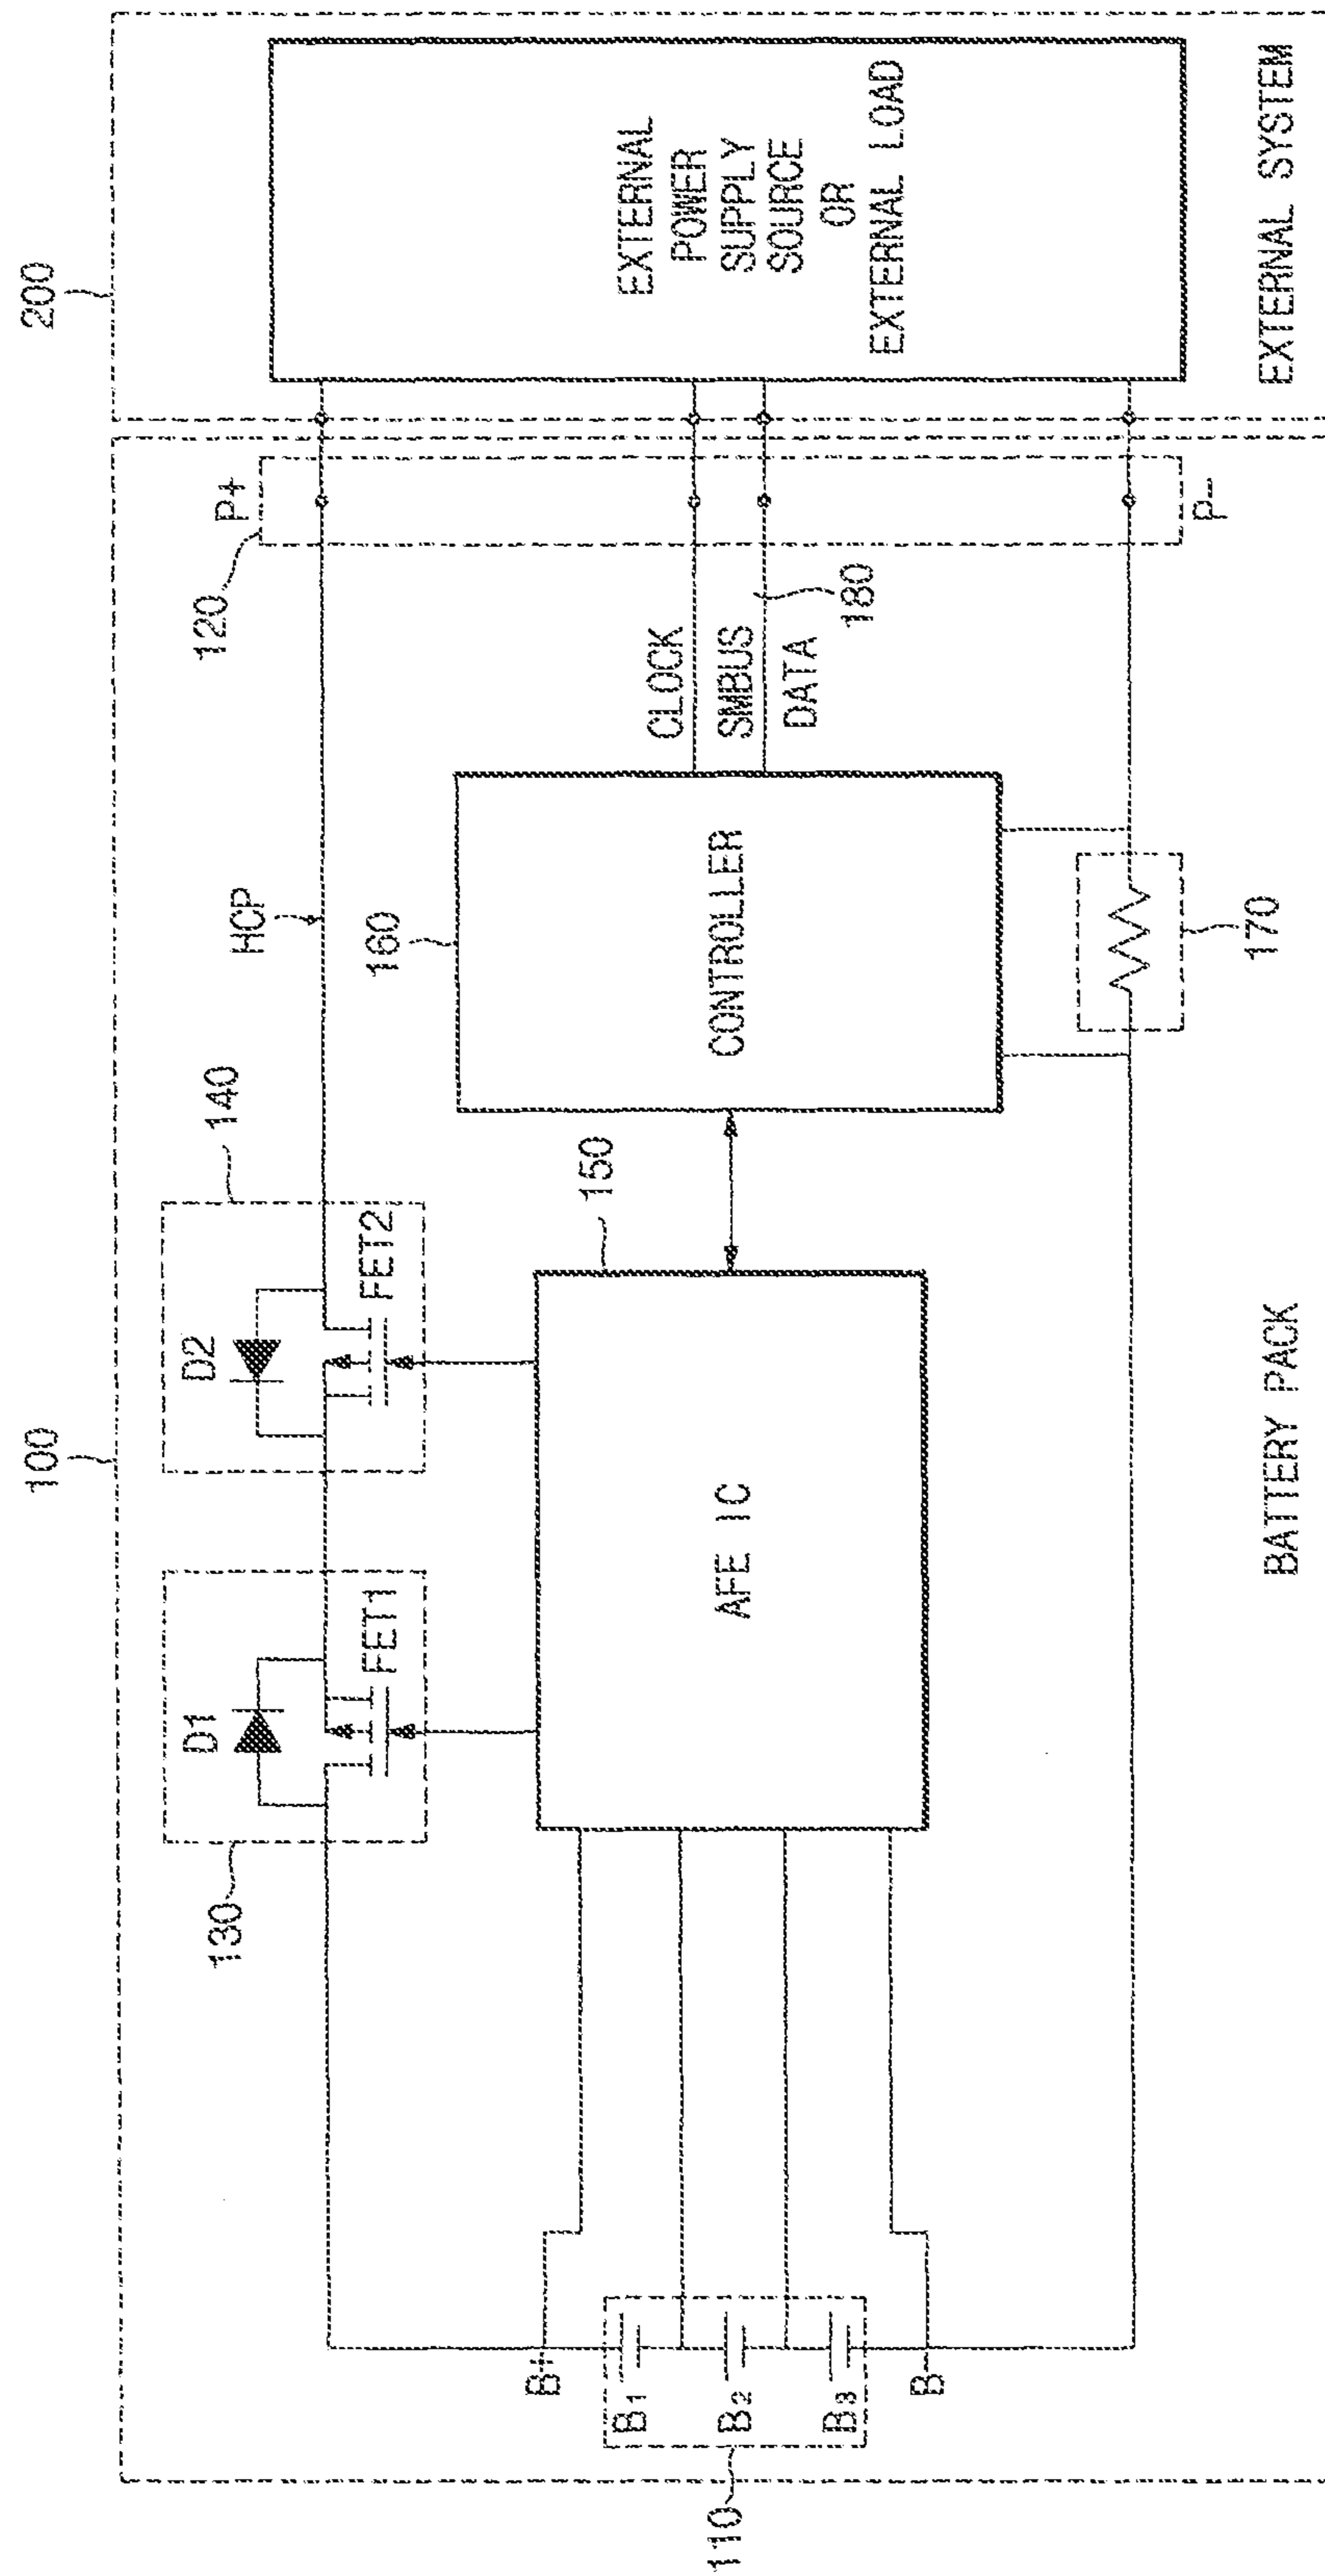 100
200
130
140
120
P+
D1
D2
FET1
FET2
HCP
150
160
AFE IC
CONTROLLER
CLOCK
SMBUS
DATA
180
EXTERNAL
POWER
SUPPLY
SOURCE
OR
EXTERNAL LOAD
B+
B1
B2
B3
B-
110
170
P-
BATTERY PACK
EXTERNAL SYSTEM